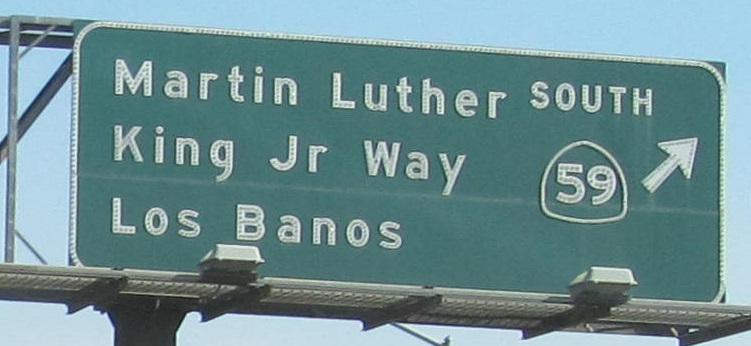 Martin Luther SOUTH
King Jr Way 59
Los Banos